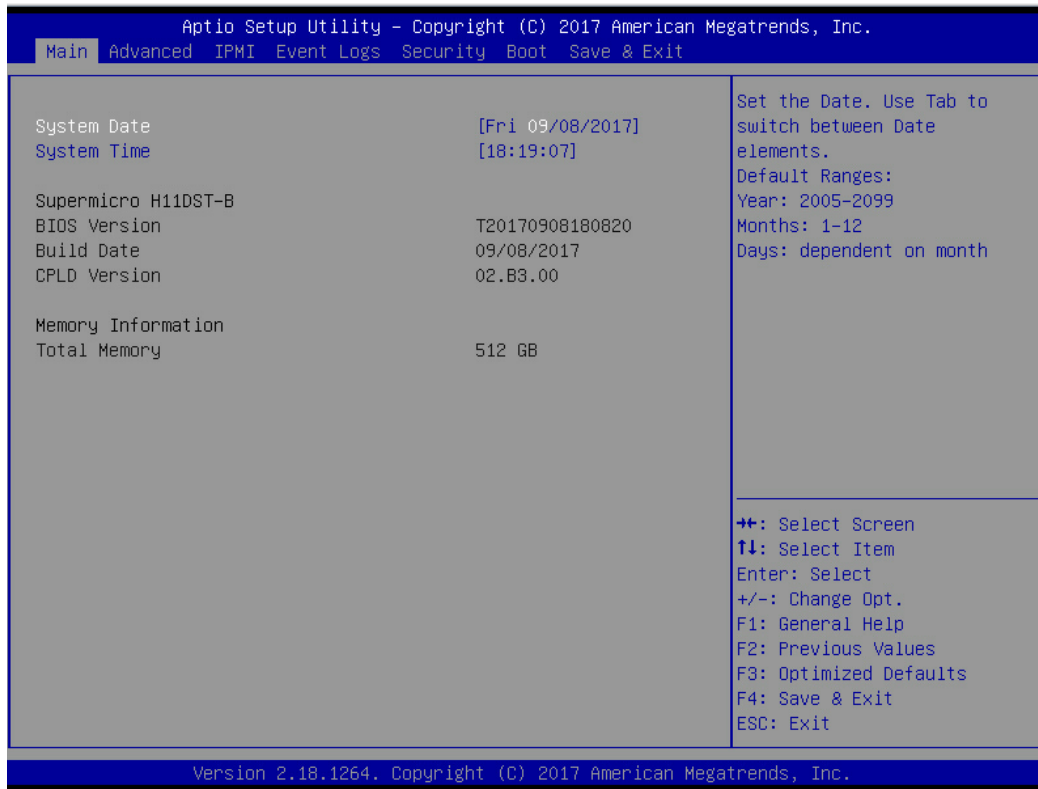 Aptio Setup Utility – Copyright (C) 2017 American Megatrends, Inc.
Main Advanced IPMI Event Logs Security Boot Save & Exit
System Date [Fri 09/08/2017]
System Time [18:19:07]
Supermicro H11DST-B
BIOS Version T20170908180820
Build Date 09/08/2017
CPLD Version 02.B3.00
Memory Information
Total Memory 512 GB
Set the Date. Use Tab to
switch between Date
elements.
Default Ranges:
Year: 2005-2099
Months: 1-12
Days: dependent on month
→←: Select Screen
↑↓: Select Item
Enter: Select
+/-: Change Opt.
F1: General Help
F2: Previous Values
F3: Optimized Defaults
F4: Save & Exit
ESC: Exit
Version 2.18.1264. Copyright (C) 2017 American Megatrends, Inc.